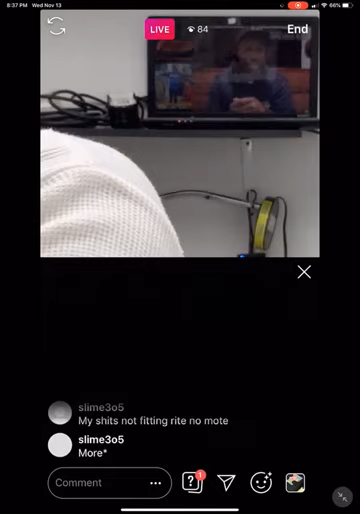 8:37 PM Wed Nov 13
86%
LIVE
84
End
slime3o5
My shits not fitting rite no mote
slime3o5
More*
?
1
Comment